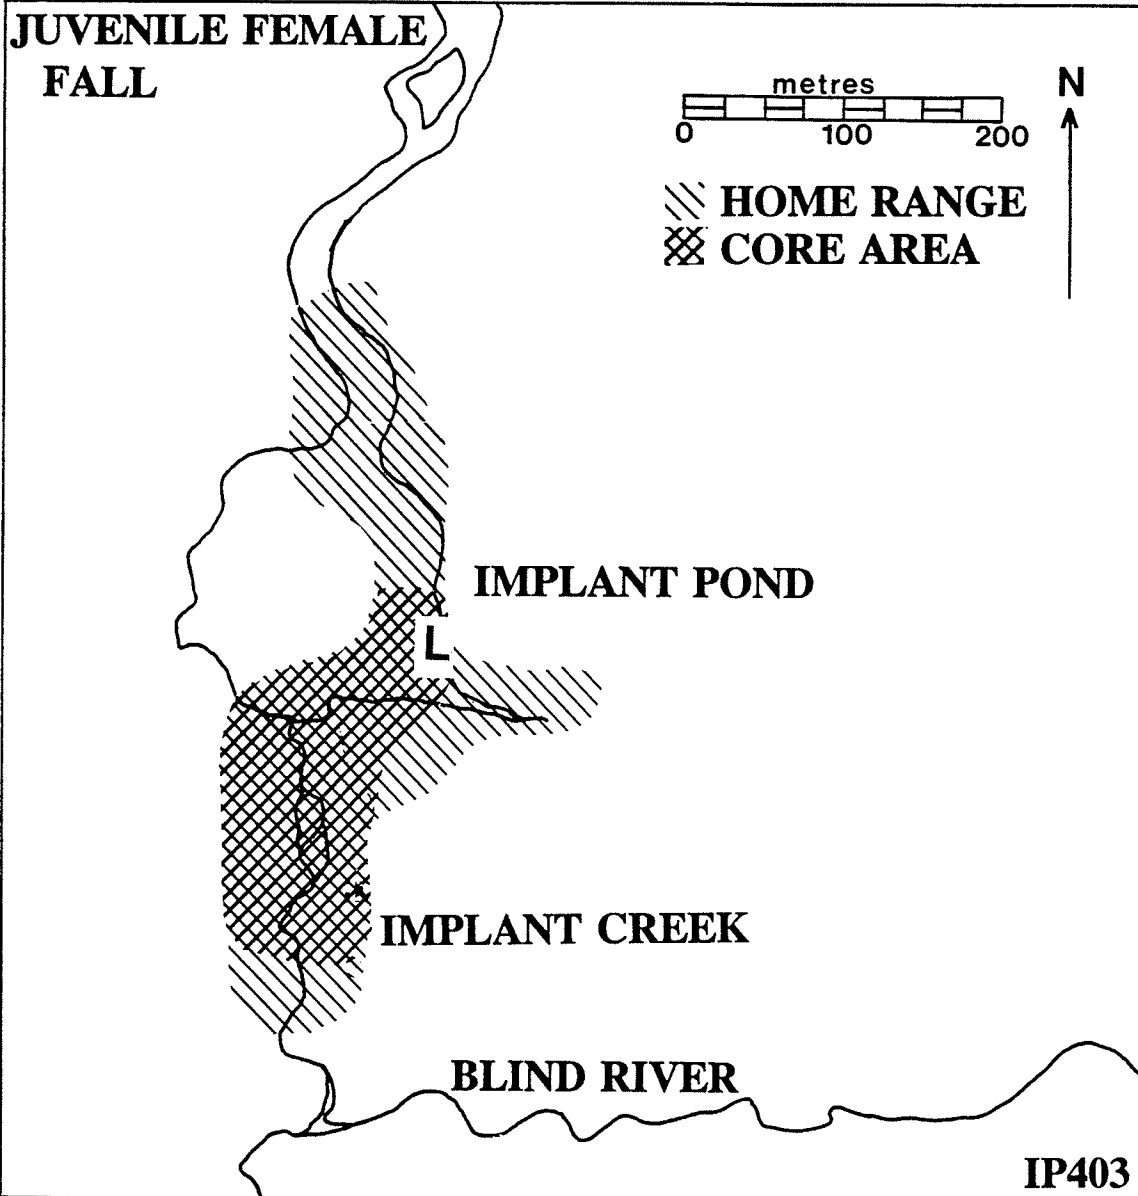 JUVENILE FEMALE
FALL
metres
0 100 200
N
HOME RANGE
CORE AREA
IMPLANT POND
L
IMPLANT CREEK
BLIND RIVER
IP403